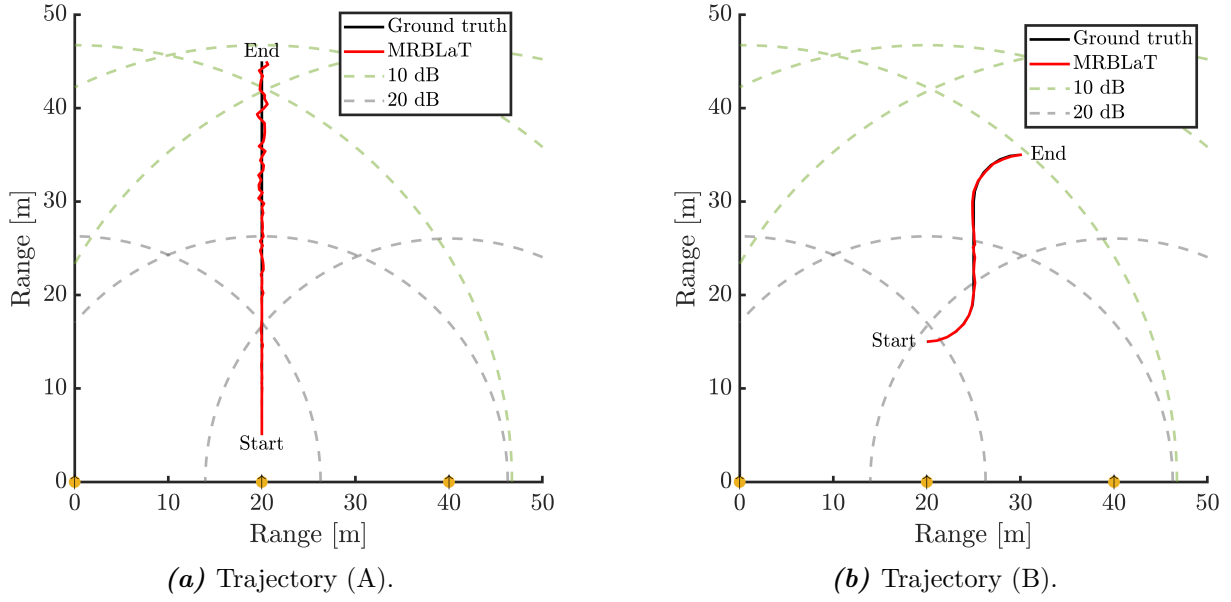 50
40
30
20
10
0
Range [m]
End
Start
Ground truth
MRBLaT
10 dB
20 dB
0
10
20
30
40
50
Range [m]
(a) Trajectory (A).
50
40
30
20
10
0
Range [m]
Ground truth
MRBLaT
10 dB
20 dB
End
Start
0
10
20
30
40
50
Range [m]
(b) Trajectory (B).